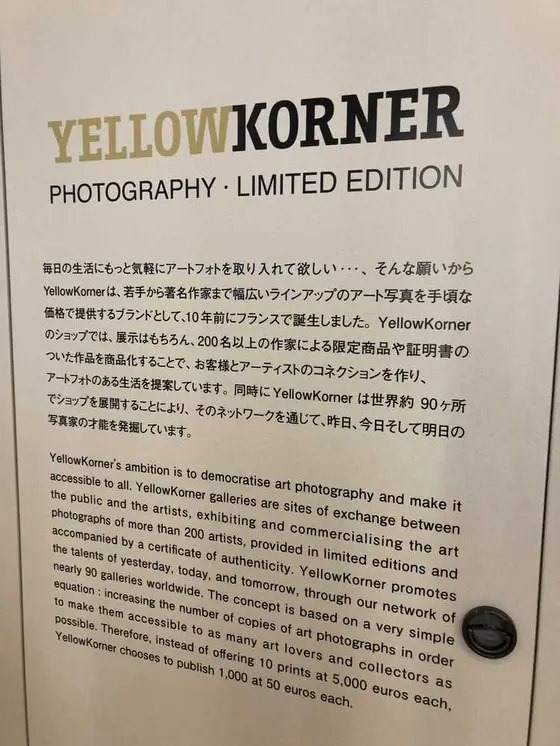 YELLOWKORNER
PHOTOGRAPHY · LIMITED EDITION
毎日の生活にもっと気軽にアートフォトを取り入れて欲しい・・・、そんな願いから
YellowKornerは、若手から著名作家まで幅広いラインアップのアート写真を手頃な
価格で提供するブランドとして、10年前にフランスで誕生しました。YellowKorner
のショップでは、展示はもちろん、200名以上の作家による限定商品や証明書の
ついた作品を商品化することで、お客様とアーティストのコネクションを作り、
アートフォトのある生活を提案しています。同時にYellowKornerは世界約90ヶ所
でショップを展開することにより、そのネットワークを通じて、昨日、今日そして明日の
写真家の才能を発掘しています。
YellowKorner's ambition is to democratise art photography and make it
accessible to all. YellowKorner galleries are sites of exchange between
the public and the artists, exhibiting and commercialising the art
photographs of more than 200 artists, provided in limited editions and
accompanied by a certificate of authenticity. YellowKorner promotes
the talents of yesterday, today, and tomorrow, through our network of
nearly 90 galleries worldwide. The concept is based on a very simple
equation : increasing the number of copies of art photographs in order
to make them accessible to as many art lovers and collectors as
possible. Therefore, instead of offering 10 prints at 5,000 euros each,
YellowKorner chooses to publish 1,000 at 50 euros each.